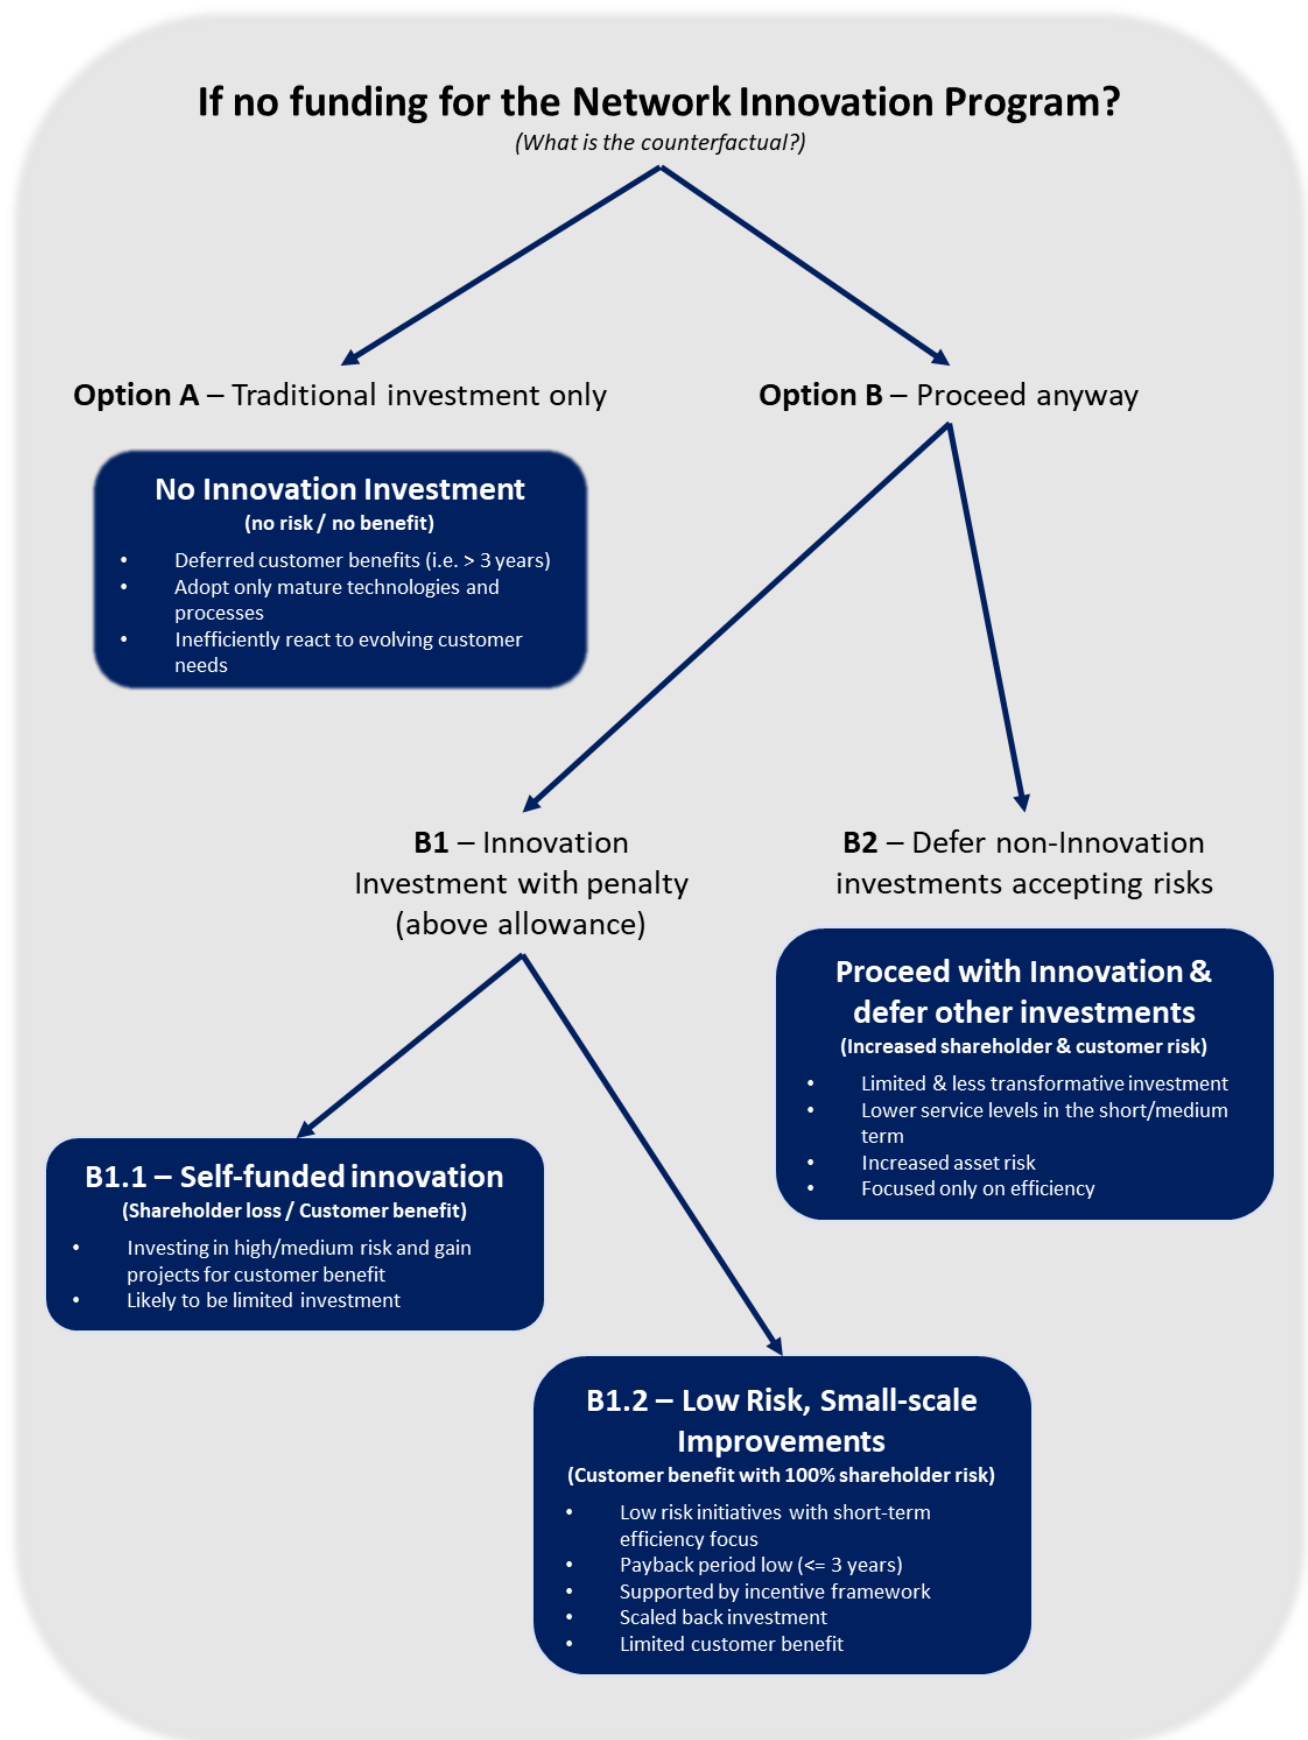 If no funding for the Network Innovation Program?
(What is the counterfactual?)
Option A – Traditional investment only
Option B – Proceed anyway
No Innovation Investment
(no risk / no benefit)
• Deferred customer benefits (i.e. > 3 years)
• Adopt only mature technologies and
processes
• Inefficiently react to evolving customer
needs
B1 – Innovation
Investment with penalty
(above allowance)
B2 – Defer non-Innovation
investments accepting risks
Proceed with Innovation &
defer other investments
(Increased shareholder & customer risk)
• Limited & less transformative investment
• Lower service levels in the short/medium
term
• Increased asset risk
• Focused only on efficiency
B1.1 – Self-funded innovation
(Shareholder loss / Customer benefit)
• Investing in high/medium risk and gain
projects for customer benefit
• Likely to be limited investment
B1.2 – Low Risk, Small-scale
Improvements
(Customer benefit with 100% shareholder risk)
• Low risk initiatives with short-term
efficiency focus
• Payback period low (<= 3 years)
• Supported by incentive framework
• Scaled back investment
• Limited customer benefit